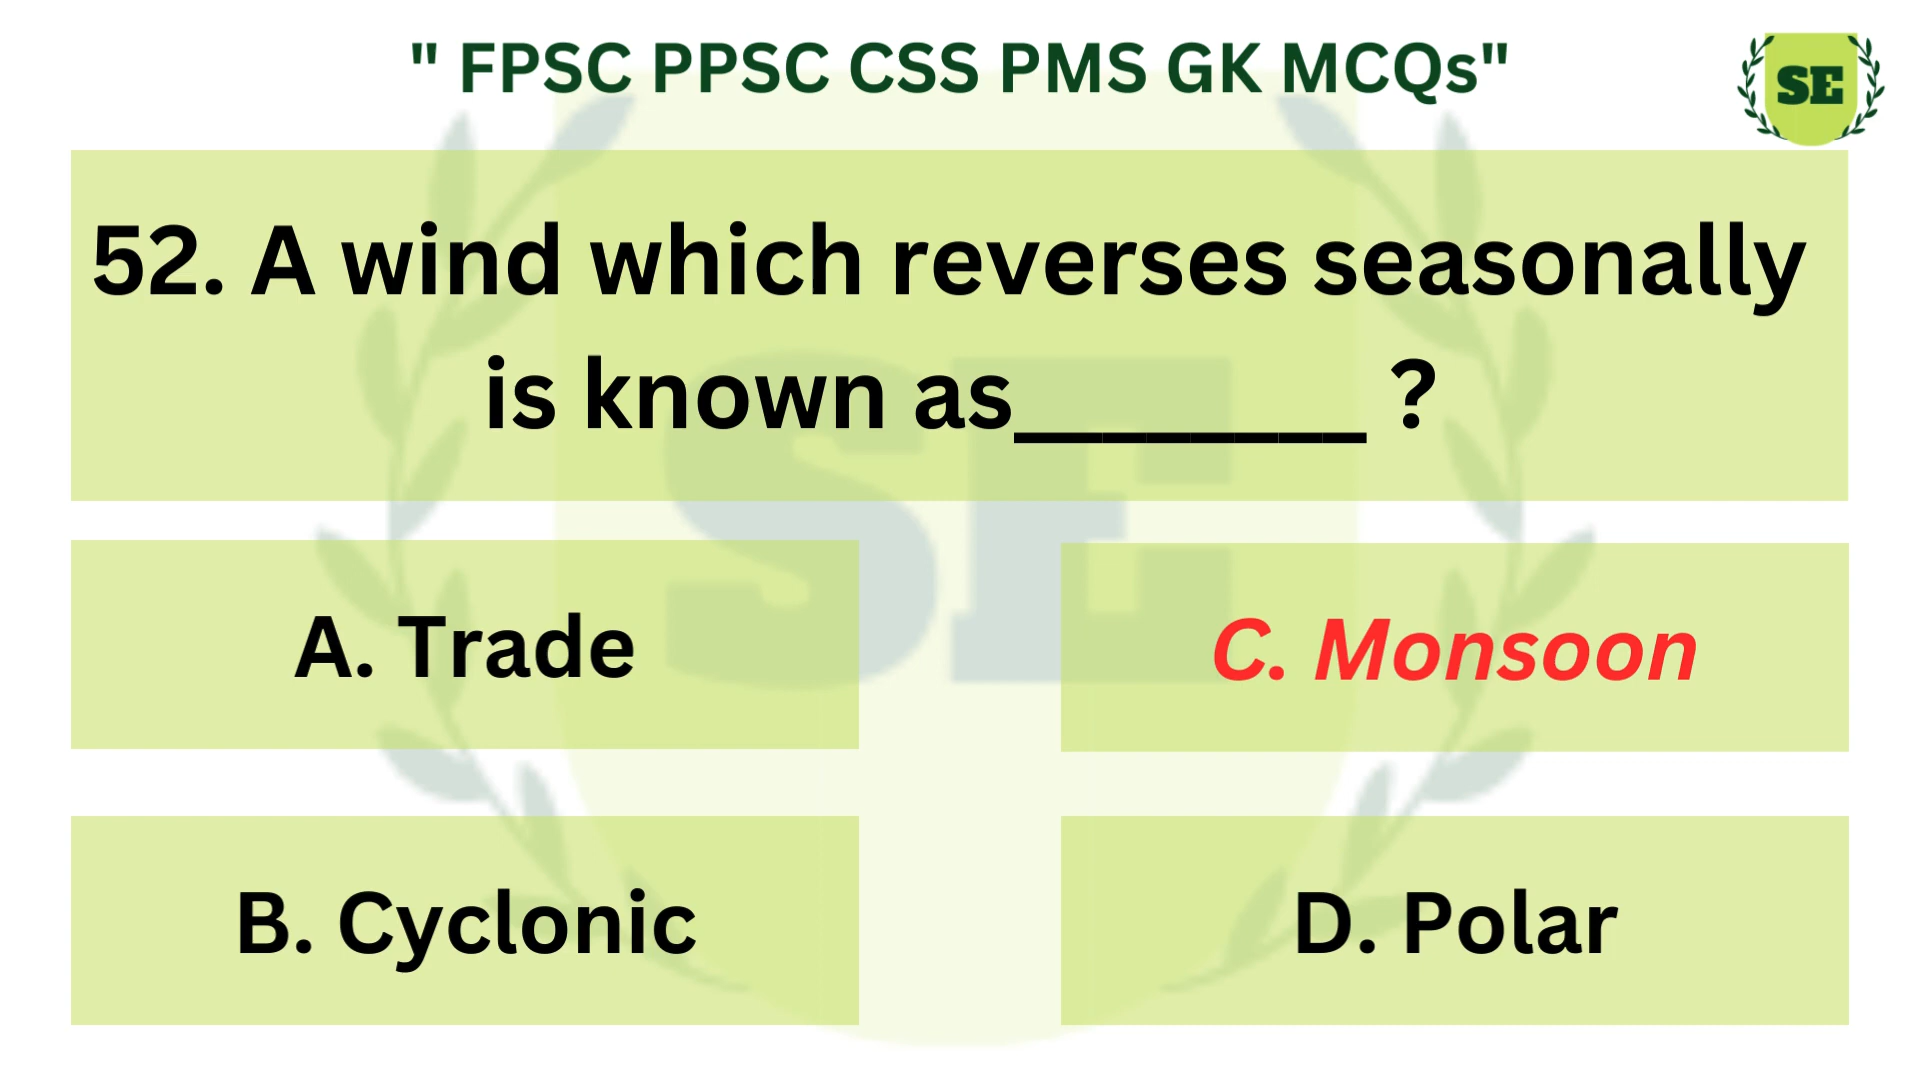 " FPSC PPSC CSS PMS GK MCQs"
SE
52. A wind which reverses seasonally
is known as________ ?
SE
A. Trade
C. Monsoon
B. Cyclonic
D. Polar